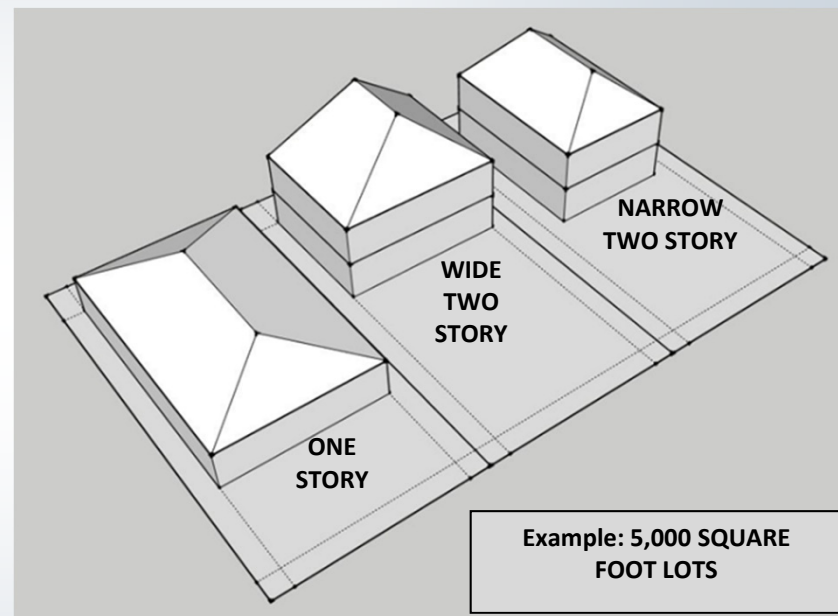 NARROW
TWO STORY
WIDE
TWO
STORY
ONE
STORY
Example: 5,000 SQUARE
FOOT LOTS